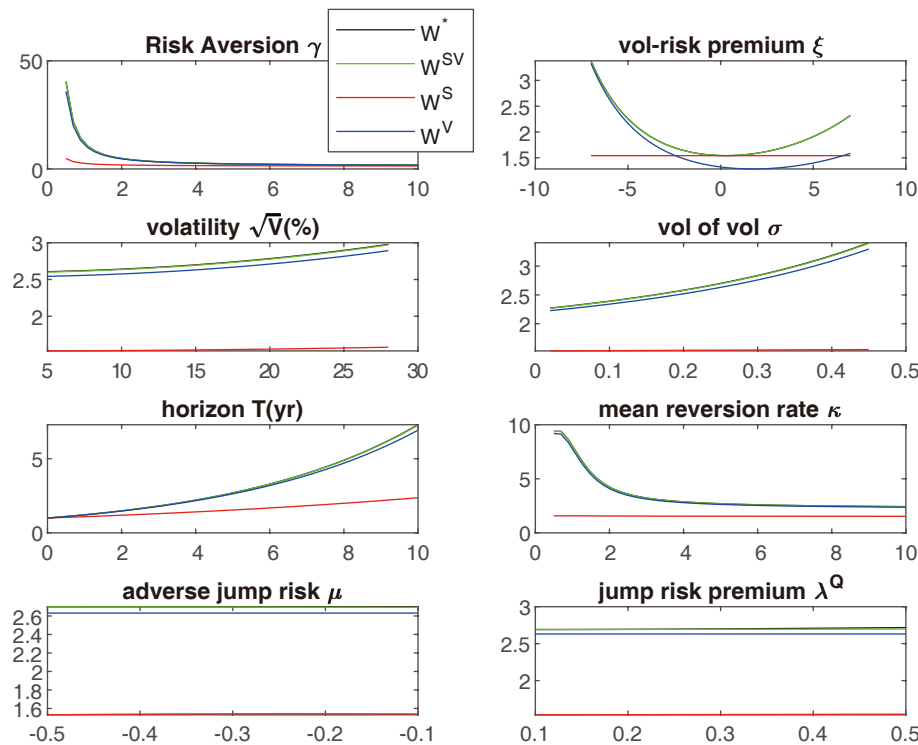 Risk Aversion γ
50
0
0 2 4 6 8 10
W*
W^SV
W^S
W^V
vol-risk premium ξ
3
2.5
2
1.5
-10 -5 0 5 10
volatility √V(%)
3
2.5
2
5 10 15 20 25 30
vol of vol σ
3
2.5
2
0 0.1 0.2 0.3 0.4 0.5
horizon T(yr)
5
0
0 2 4 6 8 10
mean reversion rate κ
10
5
0
0 2 4 6 8 10
adverse jump risk μ
2.6
2.4
2.2
2
1.8
1.6
-0.5 -0.4 -0.3 -0.2 -0.1
jump risk premium λ^Q
3
2.5
2
0.1 0.2 0.3 0.4 0.5